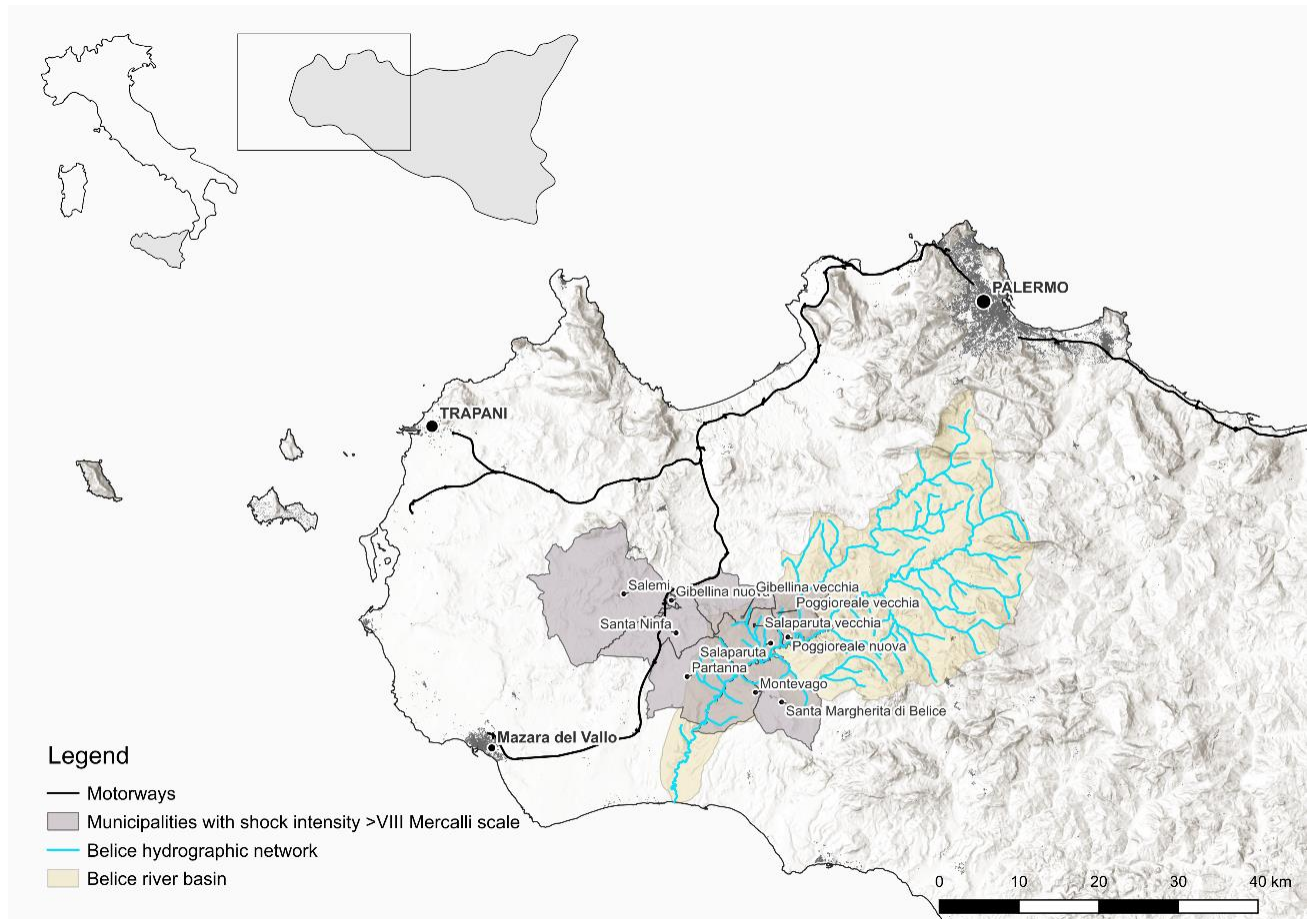 PALERMO
TRAPANI
Salemi
Gibellina nuova
Gibellina vecchia
Poggioreale vecchia
Santa Ninfa
Salaparuta vecchia
Salaparuta
Poggioreale nuova
Partanna
Montevago
Santa Margherita di Belice
Mazara del Vallo
Legend
Motorways
Municipalities with shock intensity >VIII Mercalli scale
Belice hydrographic network
Belice river basin
0 10 20 30 40 km